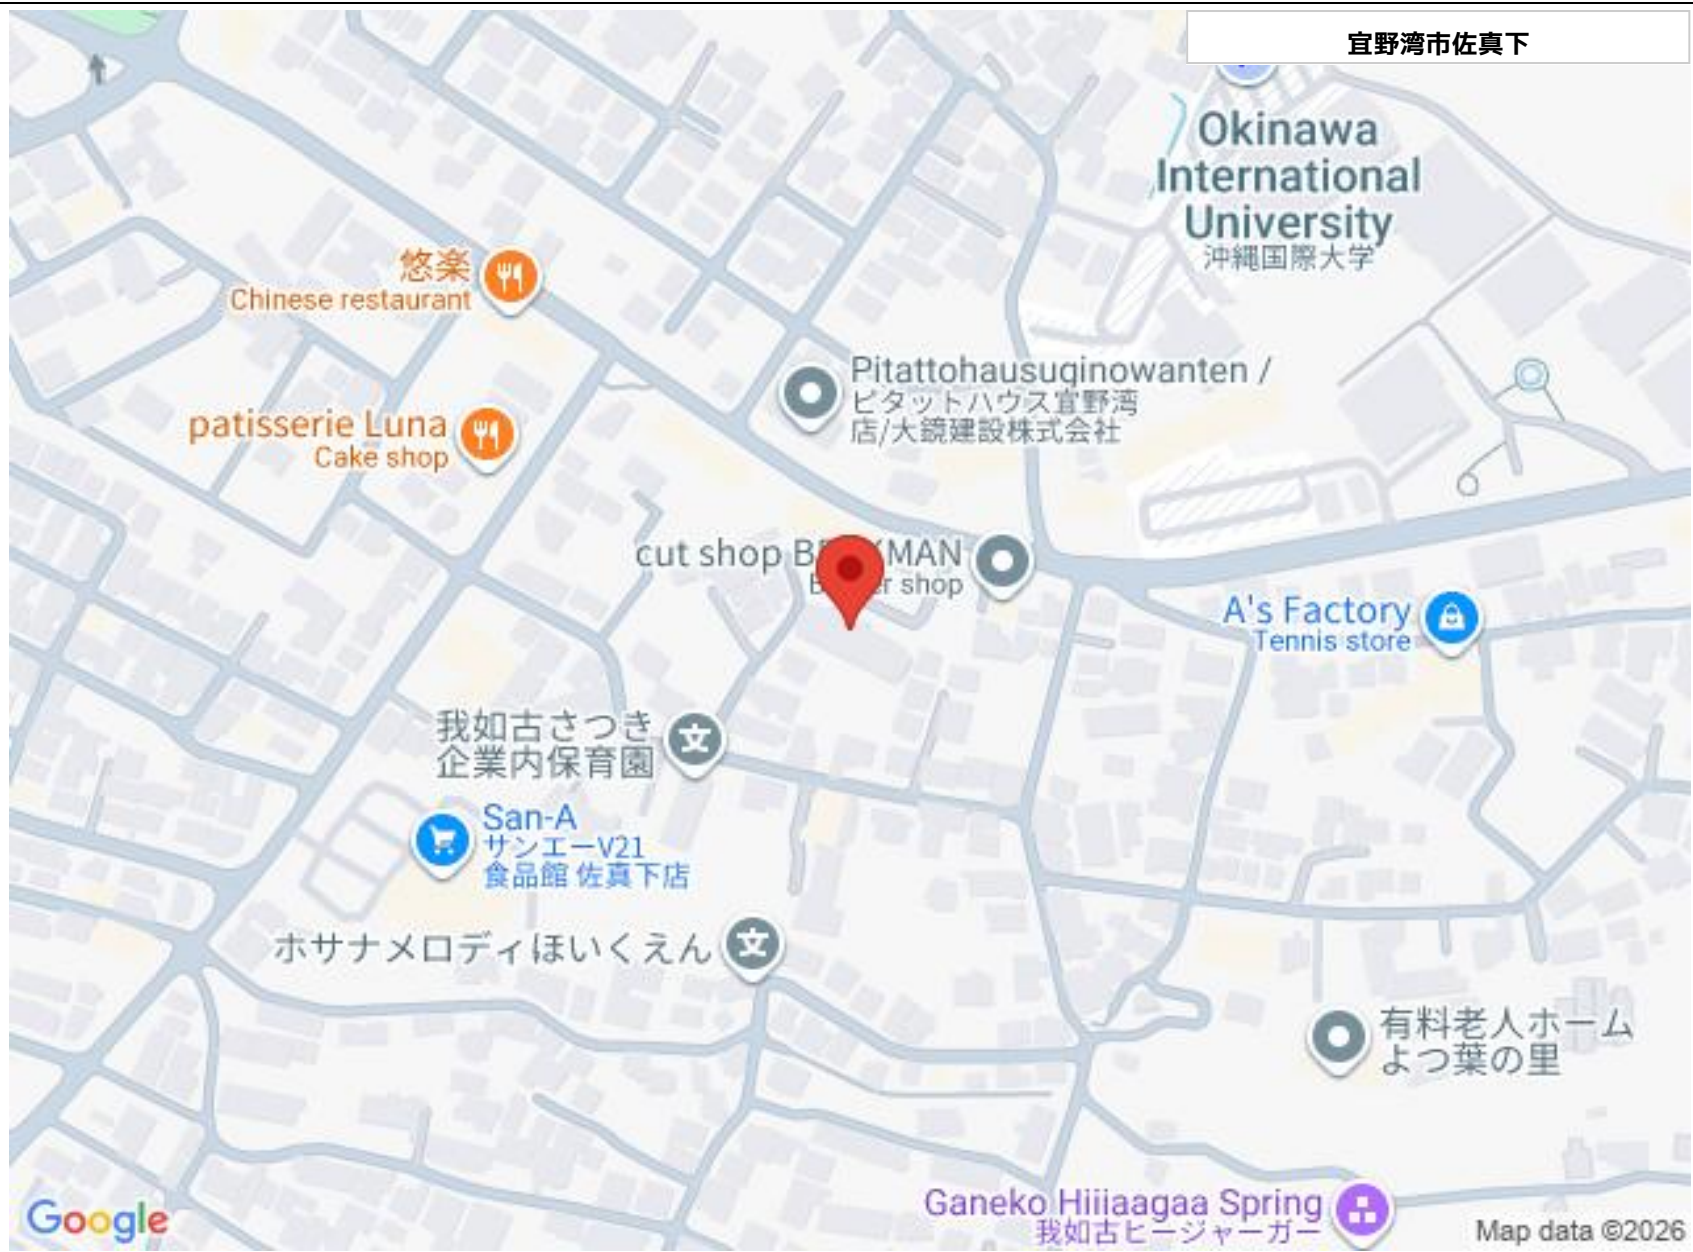 宜野湾市佐真下
Okinawa
International
University
沖縄国際大学
悠楽
Chinese restaurant
Pitattohausuginowanten /
ピタットハウス宜野湾
店/大鏡建設株式会社
patisserie Luna
Cake shop
cut shop
MAN
shop
A's Factory
Tennis store
我如古さつき
企業内保育園
San-A
サンエーV21
食品館 佐真下店
ホサナメロディほいくえん
有料老人ホーム
よつ葉の里
Ganeko Hiiiaagaa Spring
我如古ヒージャーガー
Google
Map data ©2026